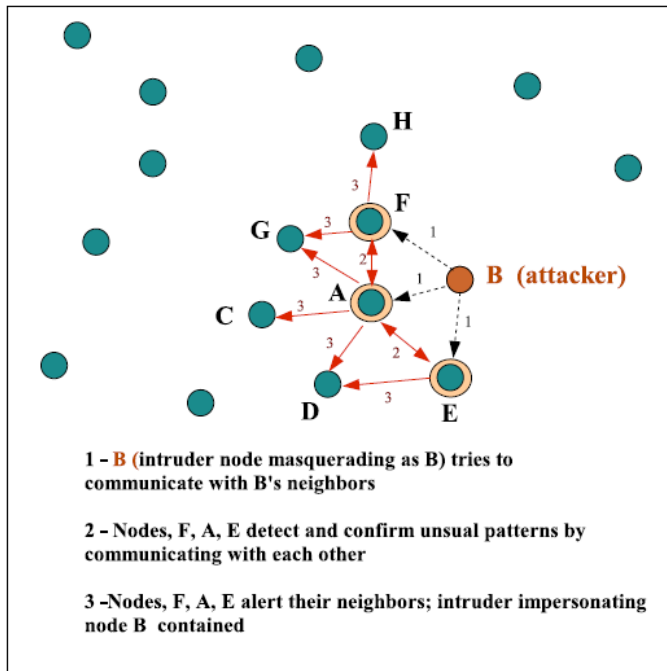 H
3
F
3
1
G
2
3
1
B (attacker)
A
3
C
1
3
2
3
D
E
1 - B (intruder node masquerading as B) tries to
communicate with B's neighbors
2 - Nodes, F, A, E detect and confirm unsual patterns by
communicating with each other
3 -Nodes, F, A, E alert their neighbors; intruder impersonating
node B contained